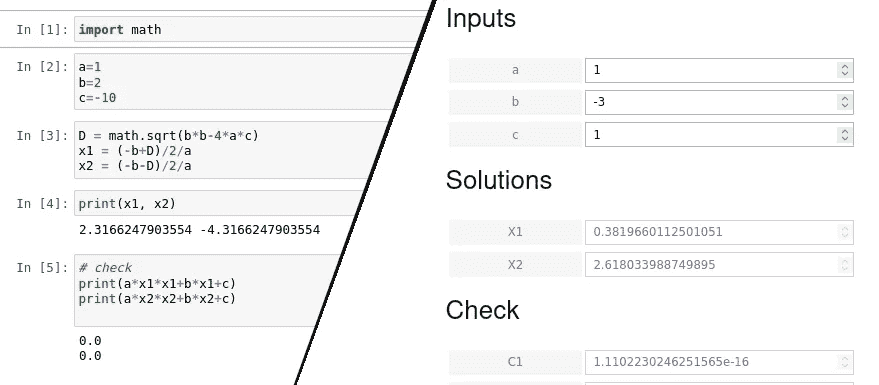 In [1]: import math
In [2]: a=1
b=2
c=-10
In [3]: D = math.sqrt(b*b-4*a*c)
x1 = (-b+D)/2/a
x2 = (-b-D)/2/a
In [4]: print(x1, x2)
2.3166247903554 -4.3166247903554
In [5]: # check
print(a*x1*x1+b*x1+c)
print(a*x2*x2+b*x2+c)
0.0
0.0
Inputs
a 1
b -3
c 1
Solutions
X1 0.3819660112501051
X2 2.618033988749895
Check
C1 1.1102230246251565e-16